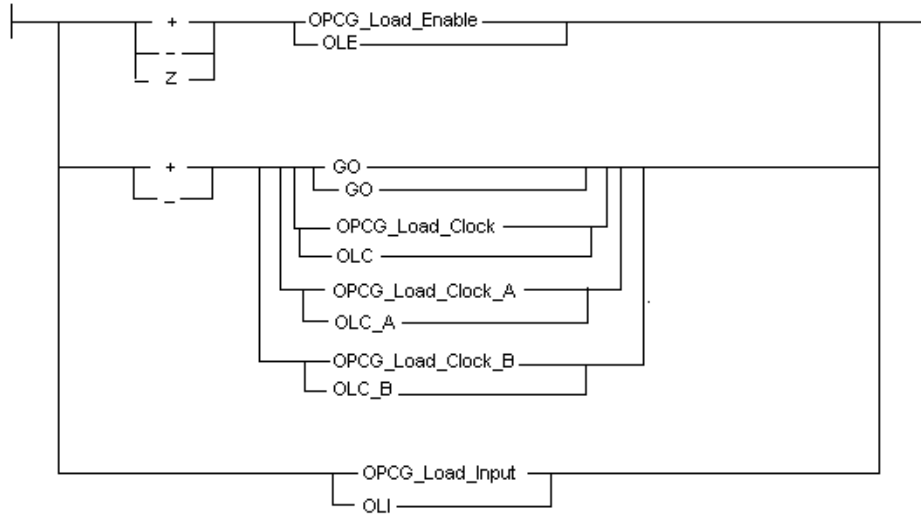 +
OPCG_Load_Enable
-
OLE
Z
+
GO
-
GO
OPCG_Load_Clock
OLC
OPCG_Load_Clock_A
OLC_A
OPCG_Load_Clock_B
OLC_B
OPCG_Load_Input
OLI